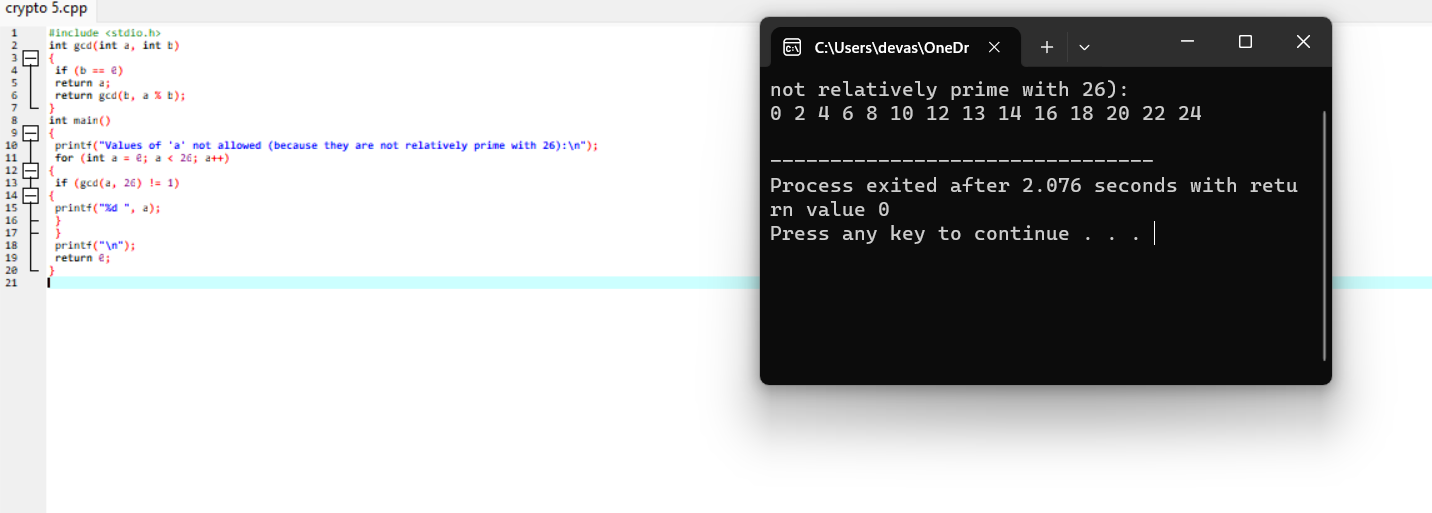 crypto 5.cpp
1 #include <stdio.h>
2 int gcd(int a, int b)
3 {
4 if (b == 0)
5 return a;
6 return gcd(b, a % b);
7 }
8 int main()
9 {
10 printf("Values of 'a' not allowed (because they are not relatively prime with 26):\n");
11 for (int a = 0; a < 26; a++)
12 {
13 if (gcd(a, 26) != 1)
14 {
15 printf("%d ", a);
16 }
17 }
18 printf("\n");
19 return 0;
20 }
21
C:\Users\devas\OneDr
not relatively prime with 26):
0 2 4 6 8 10 12 13 14 16 18 20 22 24
--------------------------------
Process exited after 2.076 seconds with retu
rn value 0
Press any key to continue . . .